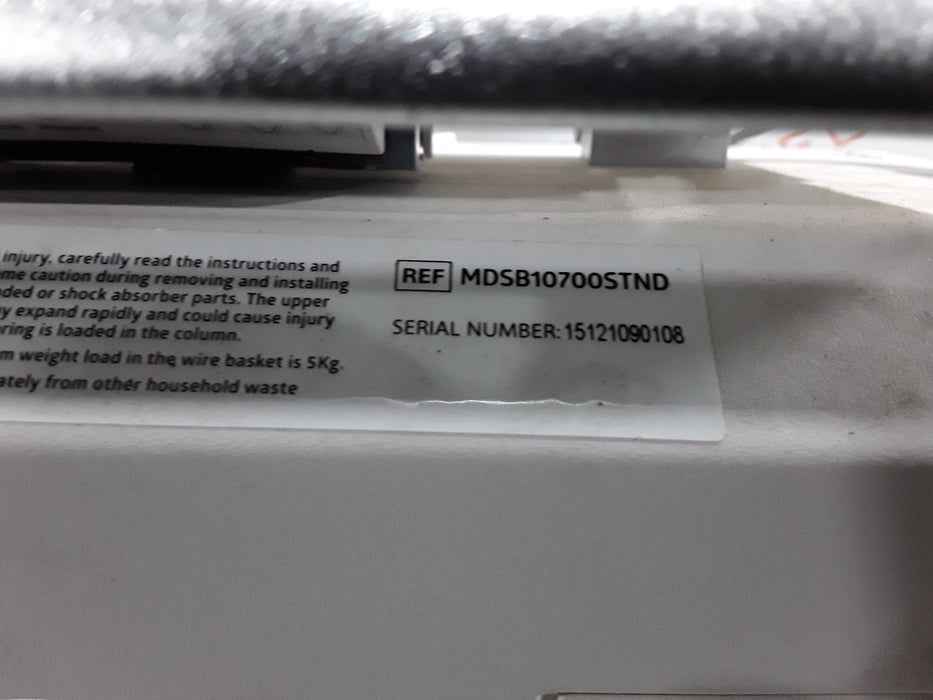 injury, carefully read the instructions and
me caution during removing and installing
ded or shock absorber parts. The upper
y expand rapidly and could cause injury
ring is loaded in the column.
m weight load in the wire basket is 5Kg.
ately from other household waste
REF MDSB10700STND
SERIAL NUMBER: 15121090108